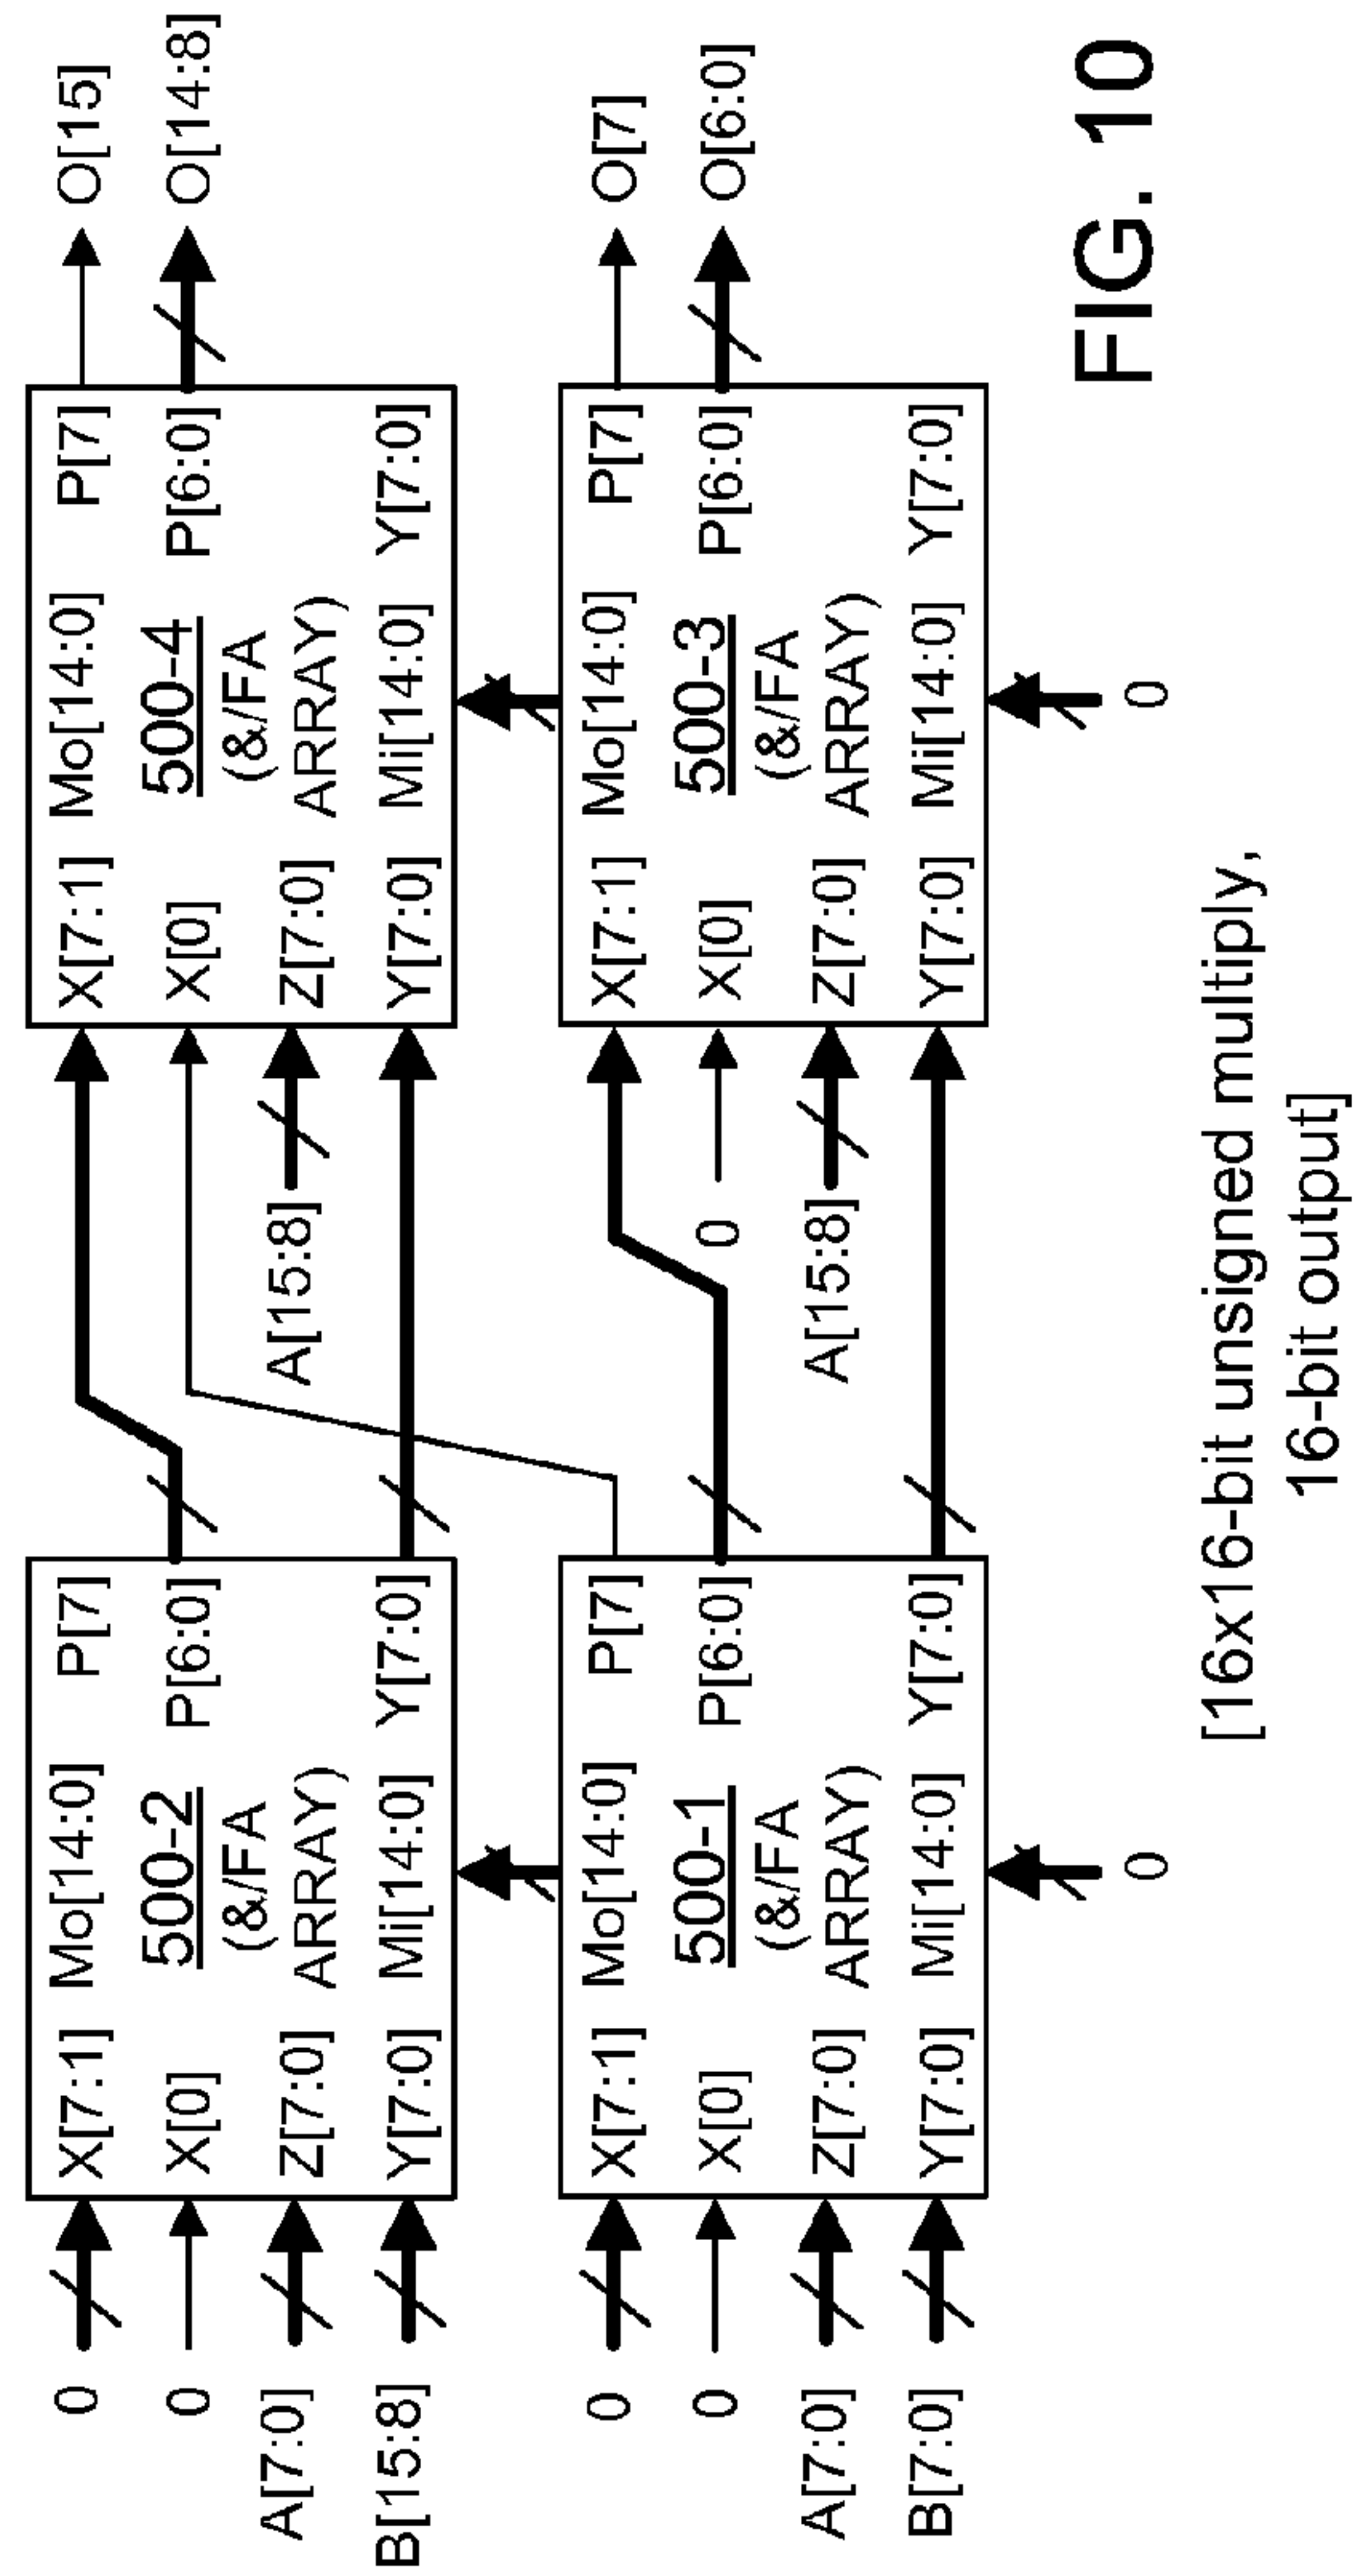 0
0
A[7:0]
B[15:8]
X[7:1] Mo[14:0] P[7]
X[0] 500-2 P[6:0]
(&/FA
Z[7:0] ARRAY)
Y[7:0] Mi[14:0] Y[7:0]
A[15:8]
X[7:1] Mo[14:0] P[7]
X[0] 500-4 P[6:0]
(&/FA
Z[7:0] ARRAY)
Y[7:0] Mi[14:0] Y[7:0]
O[15]
O[14:8]
0
0
A[7:0]
B[7:0]
X[7:1] Mo[14:0] P[7]
X[0] 500-1 P[6:0]
(&/FA
Z[7:0] ARRAY)
Y[7:0] Mi[14:0] Y[7:0]
0
0
A[15:8]
X[7:1] Mo[14:0] P[7]
X[0] 500-3 P[6:0]
(&/FA
Z[7:0] ARRAY)
Y[7:0] Mi[14:0] Y[7:0]
0
O[7]
O[6:0]
[16x16-bit unsigned multiply,
16-bit output]
FIG. 10